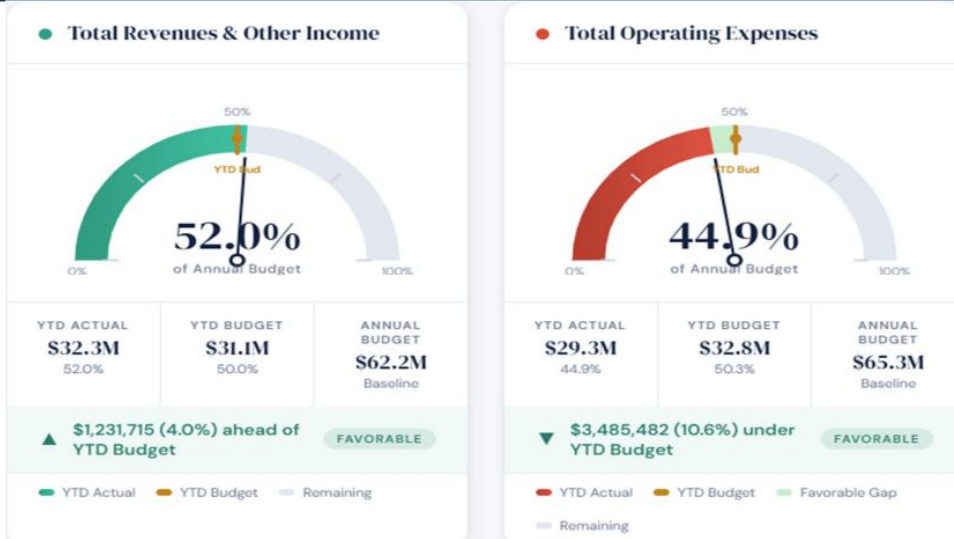 Total Revenues & Other Income
50%
YTD Bud
52.0%
of Annual Budget
0%
100%
YTD ACTUAL
$32.3M
52.0%
YTD BUDGET
$31.1M
50.0%
ANNUAL
BUDGET
$62.2M
Baseline
▲ $1,231,715 (4.0%) ahead of
YTD Budget
FAVORABLE
YTD Actual YTD Budget Remaining
Total Operating Expenses
50%
YTD Bud
44.9%
of Annual Budget
0%
100%
YTD ACTUAL
$29.3M
44.9%
YTD BUDGET
$32.8M
50.3%
ANNUAL
BUDGET
$65.3M
Baseline
▼ $3,485,482 (10.6%) under
YTD Budget
FAVORABLE
YTD Actual YTD Budget Favorable Gap
Remaining